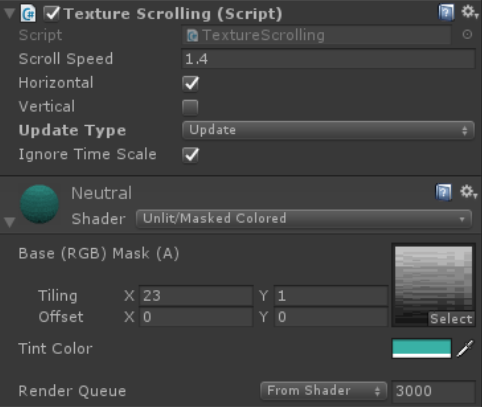 Texture Scrolling (Script)
Script TextureScrolling
Scroll Speed 1.4
Horizontal
Vertical
Update Type Update
Ignore Time Scale
Neutral
Shader Unlit/Masked Colored
Base (RGB) Mask (A)
Tiling X 23 Y 1
Offset X 0 Y 0
Select
Tint Color
Render Queue From Shader 3000